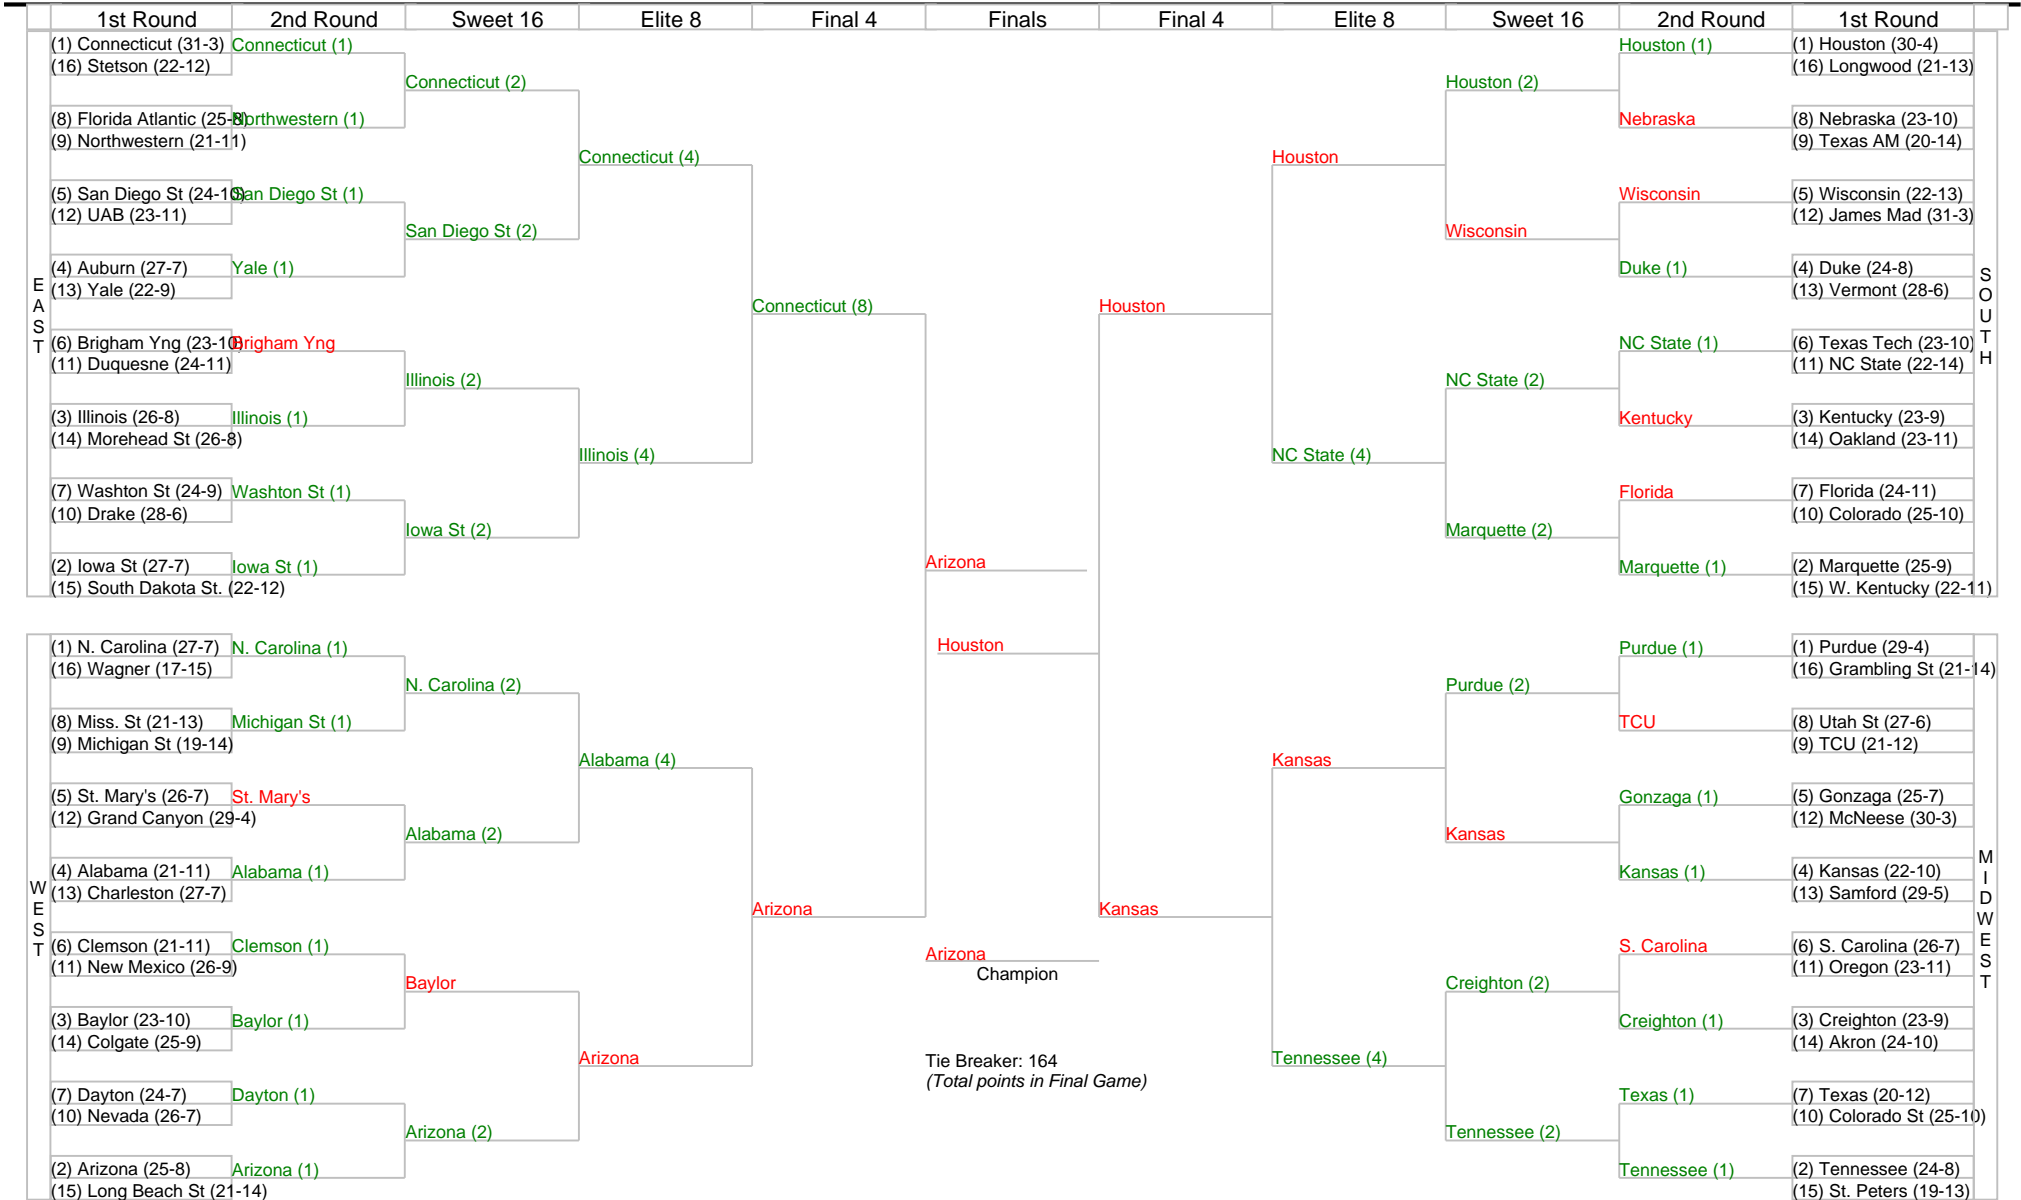 1st Round 2nd Round Sweet 16 Elite 8 Final 4 Finals Final 4 Elite 8 Sweet 16 2nd Round 1st Round
EAST
(1) Connecticut (31-3)
(16) Stetson (22-12)
(8) Florida Atlantic (25-8)
(9) Northwestern (21-11)
(5) San Diego St (24-10)
(12) UAB (23-11)
(4) Auburn (27-7)
(13) Yale (22-9)
(6) Brigham Yng (23-10)
(11) Duquesne (24-11)
(3) Illinois (26-8)
(14) Morehead St (26-8)
(7) Washton St (24-9)
(10) Drake (28-6)
(2) Iowa St (27-7)
(15) South Dakota St. (22-12)
Connecticut (1)
Northwestern (1)
San Diego St (1)
Yale (1)
Brigham Yng
Illinois (1)
Washton St (1)
Iowa St (1)
Connecticut (2)
San Diego St (2)
Illinois (2)
Iowa St (2)
Connecticut (4)
Illinois (4)
Connecticut (8)
WEST
(1) N. Carolina (27-7)
(16) Wagner (17-15)
(8) Miss. St (21-13)
(9) Michigan St (19-14)
(5) St. Mary's (26-7)
(12) Grand Canyon (29-4)
(4) Alabama (21-11)
(13) Charleston (27-7)
(6) Clemson (21-11)
(11) New Mexico (26-9)
(3) Baylor (23-10)
(14) Colgate (25-9)
(7) Dayton (24-7)
(10) Nevada (26-7)
(2) Arizona (25-8)
(15) Long Beach St (21-14)
N. Carolina (1)
Michigan St (1)
St. Mary's
Alabama (1)
Clemson (1)
Baylor (1)
Dayton (1)
Arizona (1)
N. Carolina (2)
Alabama (2)
Baylor
Arizona (2)
Alabama (4)
Arizona
Arizona
Arizona
Houston
Arizona
Champion
Tie Breaker: 164
(Total points in Final Game)
Houston
Kansas
Houston
NC State (4)
Houston (2)
Wisconsin
NC State (2)
Marquette (2)
Houston (1)
Nebraska
Wisconsin
Duke (1)
NC State (1)
Kentucky
Florida
Marquette (1)
(1) Houston (30-4)
(16) Longwood (21-13)
(8) Nebraska (23-10)
(9) Texas AM (20-14)
(5) Wisconsin (22-13)
(12) James Mad (31-3)
(4) Duke (24-8)
(13) Vermont (28-6)
(6) Texas Tech (23-10)
(11) NC State (22-14)
(3) Kentucky (23-9)
(14) Oakland (23-11)
(7) Florida (24-11)
(10) Colorado (25-10)
(2) Marquette (25-9)
(15) W. Kentucky (22-11)
SOUTH
Kansas
Tennessee (4)
Purdue (2)
Kansas
Creighton (2)
Tennessee (2)
Purdue (1)
TCU
Gonzaga (1)
Kansas (1)
S. Carolina
Creighton (1)
Texas (1)
Tennessee (1)
(1) Purdue (29-4)
(16) Grambling St (21-14)
(8) Utah St (27-6)
(9) TCU (21-12)
(5) Gonzaga (25-7)
(12) McNeese (30-3)
(4) Kansas (22-10)
(13) Samford (29-5)
(6) S. Carolina (26-7)
(11) Oregon (23-11)
(3) Creighton (23-9)
(14) Akron (24-10)
(7) Texas (20-12)
(10) Colorado St (25-10)
(2) Tennessee (24-8)
(15) St. Peters (19-13)
MIDWEST